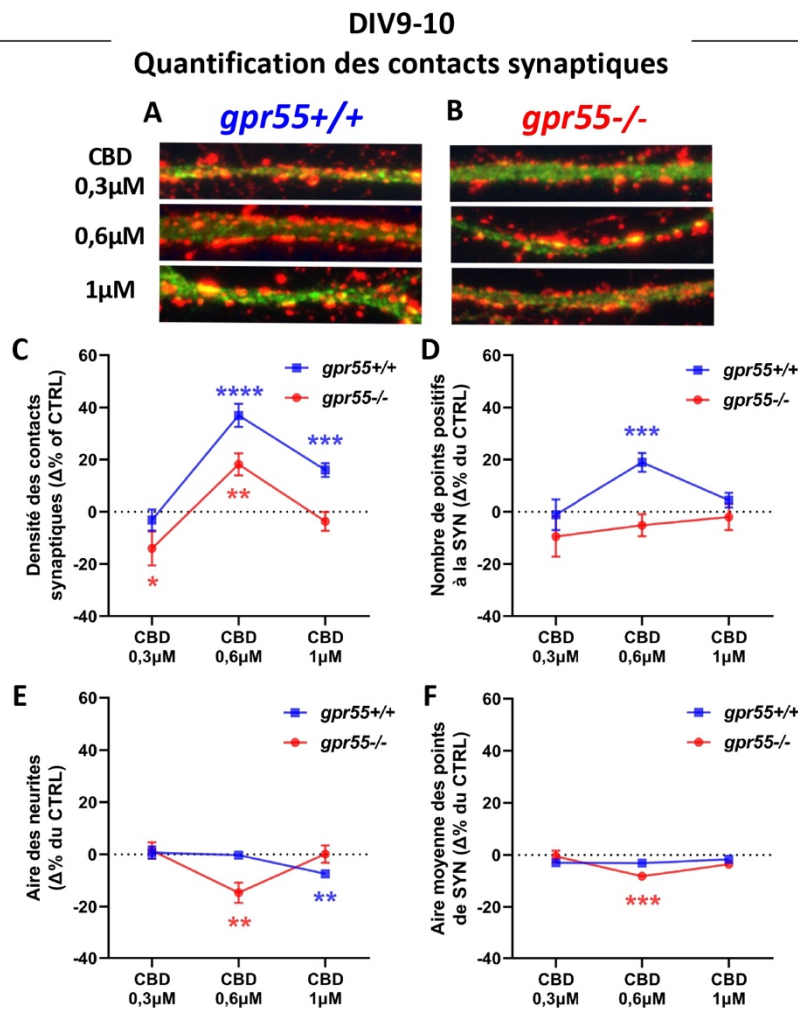 DIV9-10
Quantification des contacts synaptiques
A gpr55+/+ B gpr55-/-
CBD
0,3µM
0,6µM
1µM
C
Densité des contacts
synaptiques (Δ% of CTRL)
60
40
20
0
-20
-40
gpr55+/+
gpr55-/-
****
***
**
*
CBD
0,3µM
CBD
0,6µM
CBD
1µM
D
Nombre de points positifs
à la SYN (Δ% du CTRL)
60
40
20
0
-20
-40
gpr55+/+
gpr55-/-
***
CBD
0,3µM
CBD
0,6µM
CBD
1µM
E
Aire des neurites
(Δ% du CTRL)
60
40
20
0
-20
-40
gpr55+/+
gpr55-/-
**
**
CBD
0,3µM
CBD
0,6µM
CBD
1µM
F
Aire moyenne des points
de SYN (Δ% du CTRL)
60
40
20
0
-20
-40
gpr55+/+
gpr55-/-
***
CBD
0,3µM
CBD
0,6µM
CBD
1µM